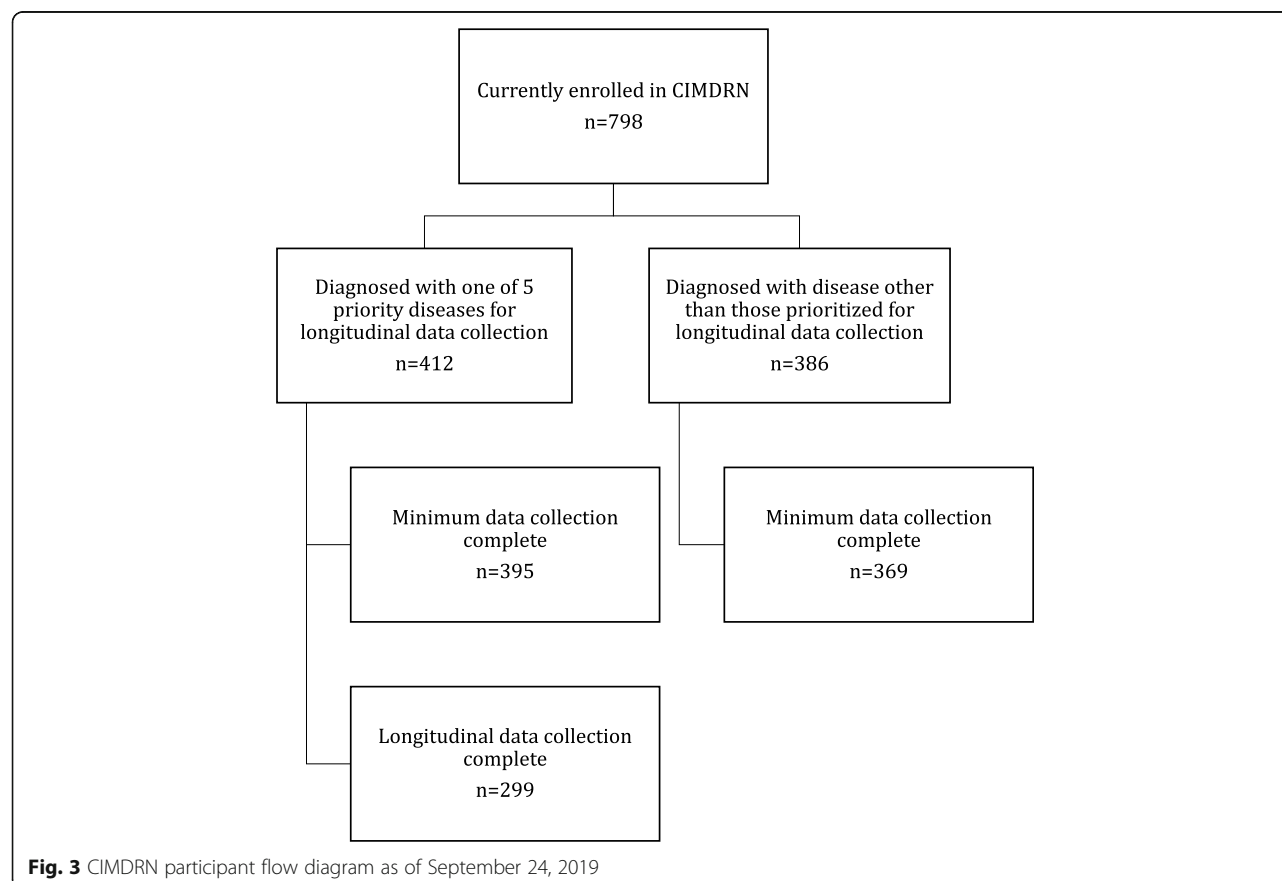 Currently enrolled in CIMDRN
n=798
Diagnosed with one of 5
priority diseases for
longitudinal data collection
n=412
Diagnosed with disease other
than those prioritized for
longitudinal data collection
n=386
Minimum data collection
complete
n=395
Minimum data collection
complete
n=369
Longitudinal data collection
complete
n=299
Fig. 3 CIMDRN participant flow diagram as of September 24, 2019